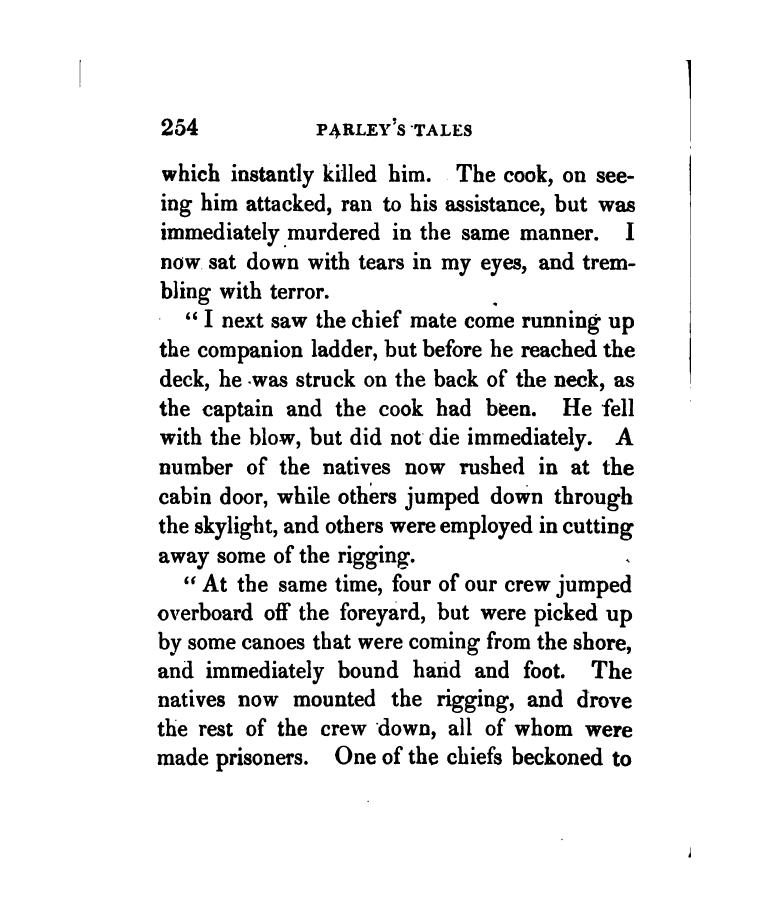 254 PARLEY'S TALES
which instantly killed him. The cook, on see-
ing him attacked, ran to his assistance, but was
immediately murdered in the same manner. I
now sat down with tears in my eyes, and trem-
bling with terror.
" I next saw the chief mate come running up
the companion ladder, but before he reached the
deck, he was struck on the back of the neck, as
the captain and the cook had been. He fell
with the blow, but did not die immediately. A
number of the natives now rushed in at the
cabin door, while others jumped down through
the skylight, and others were employed in cutting
away some of the rigging.
" At the same time, four of our crew jumped
overboard off the foreyard, but were picked up
by some canoes that were coming from the shore,
and immediately bound hand and foot. The
natives now mounted the rigging, and drove
the rest of the crew down, all of whom were
made prisoners. One of the chiefs beckoned to